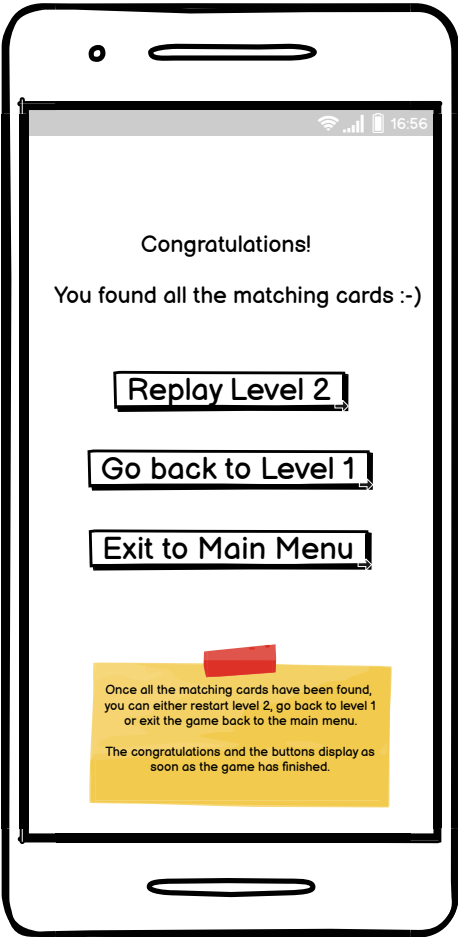 16:56
Congratulations!
You found all the matching cards :-)
Replay Level 2
Go back to Level 1
Exit to Main Menu
Once all the matching cards have been found,
you can either restart level 2, go back to level 1
or exit the game back to the main menu.
The congratulations and the buttons display as
soon as the game has finished.